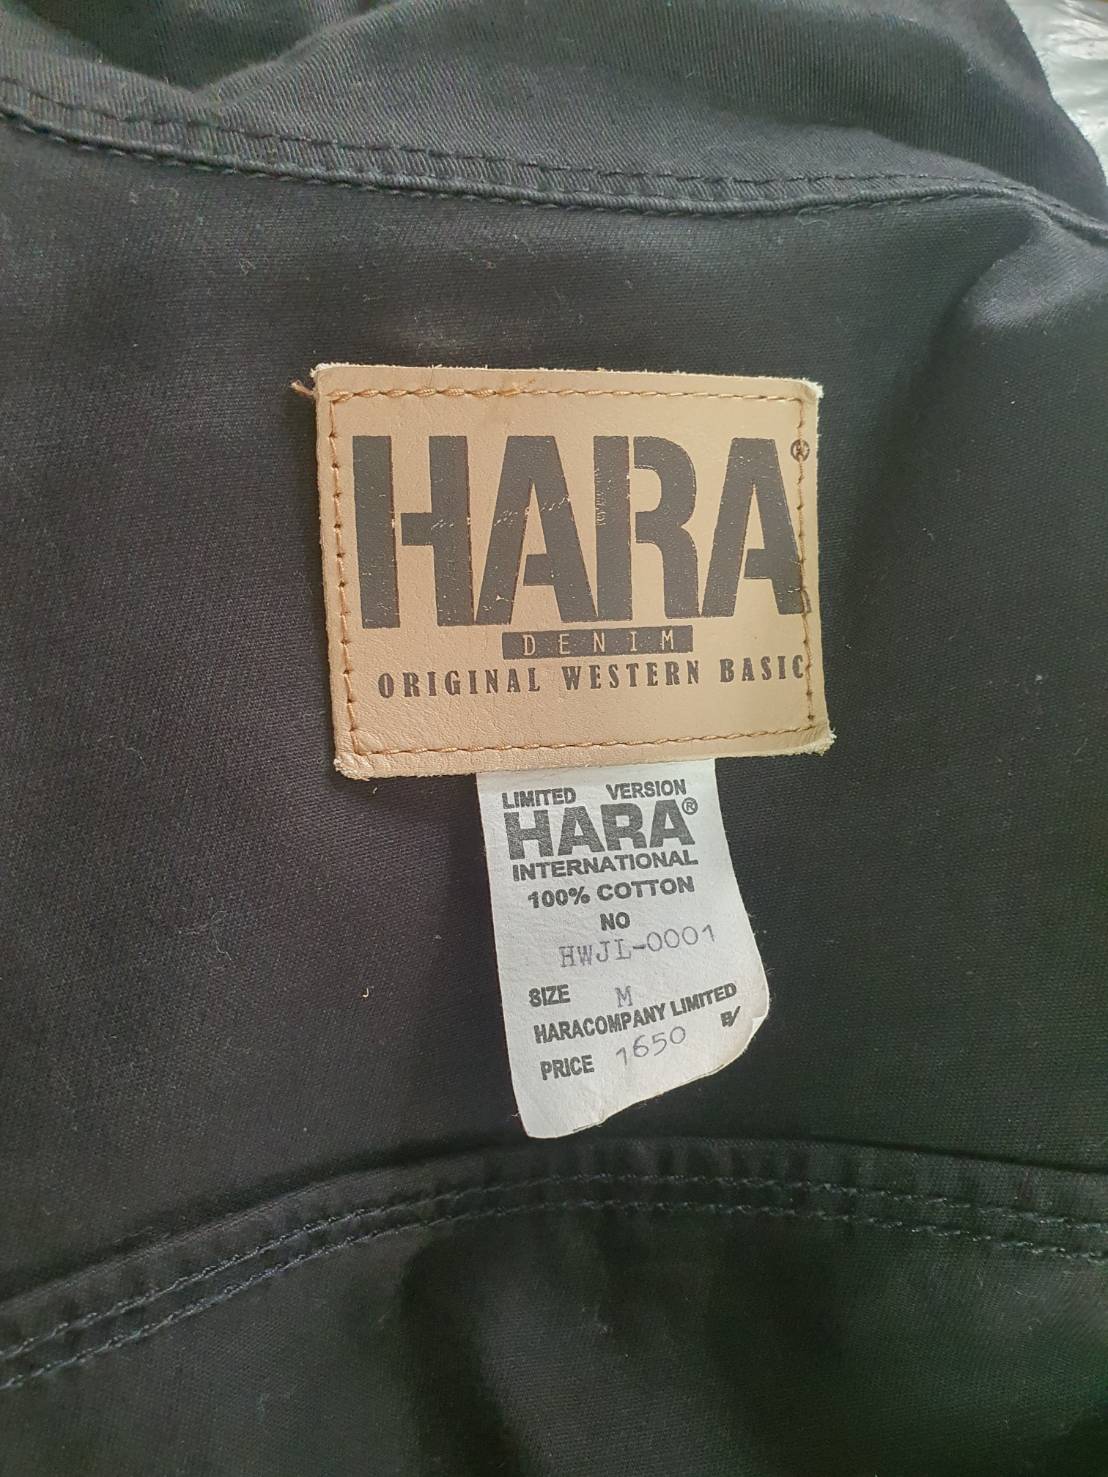 HARA®
DENIM
ORIGINAL WESTERN BASIC
LIMITED VERSION
HARA®
INTERNATIONAL
100% COTTON
NO
HWJL-0001
SIZE M
HARACOMPANY LIMITED
PRICE 1650